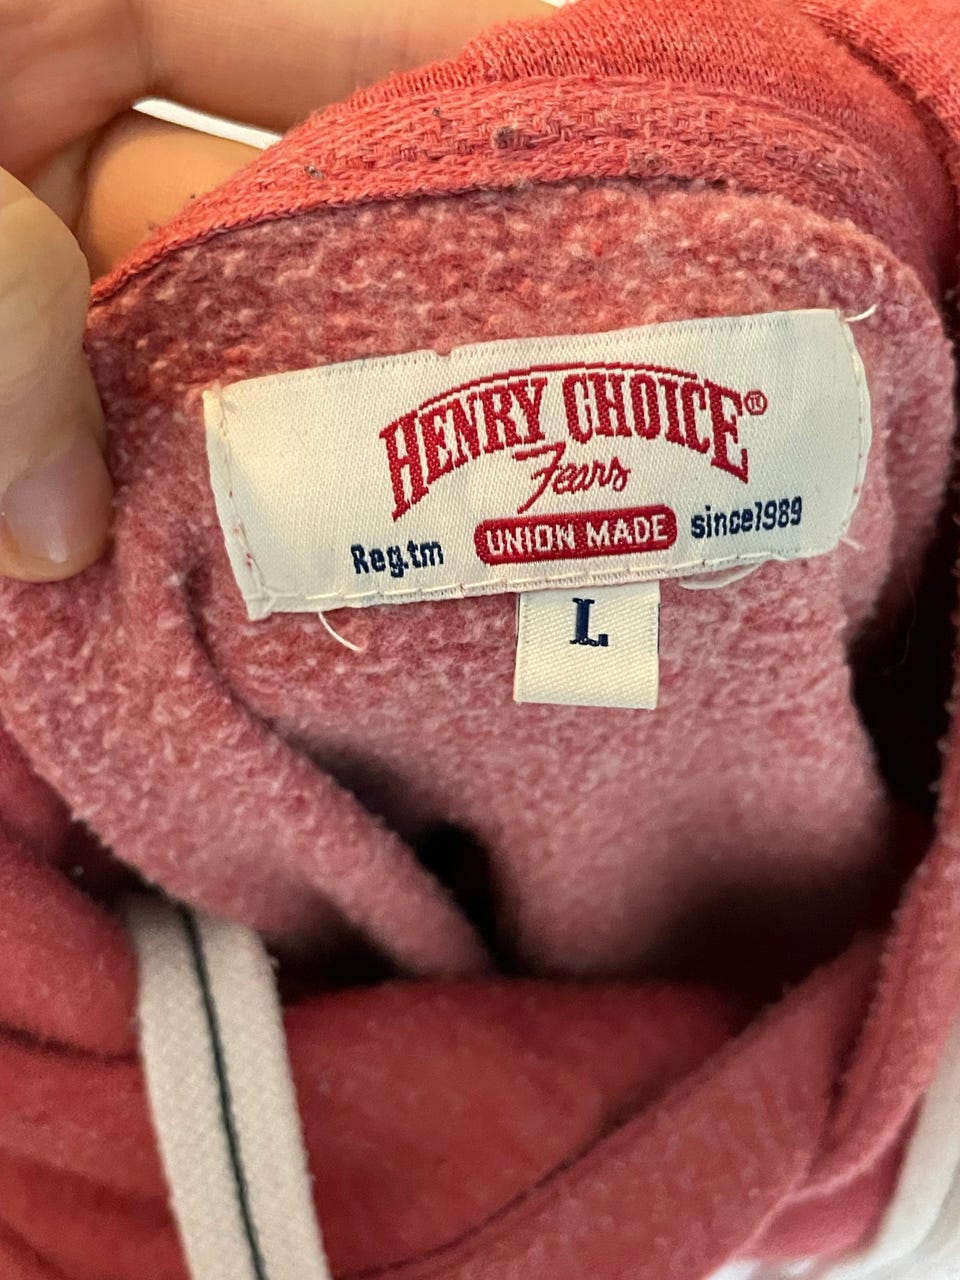 HENRY CHOICE®
Fears
Reg.tm UNION MADE since1989
L